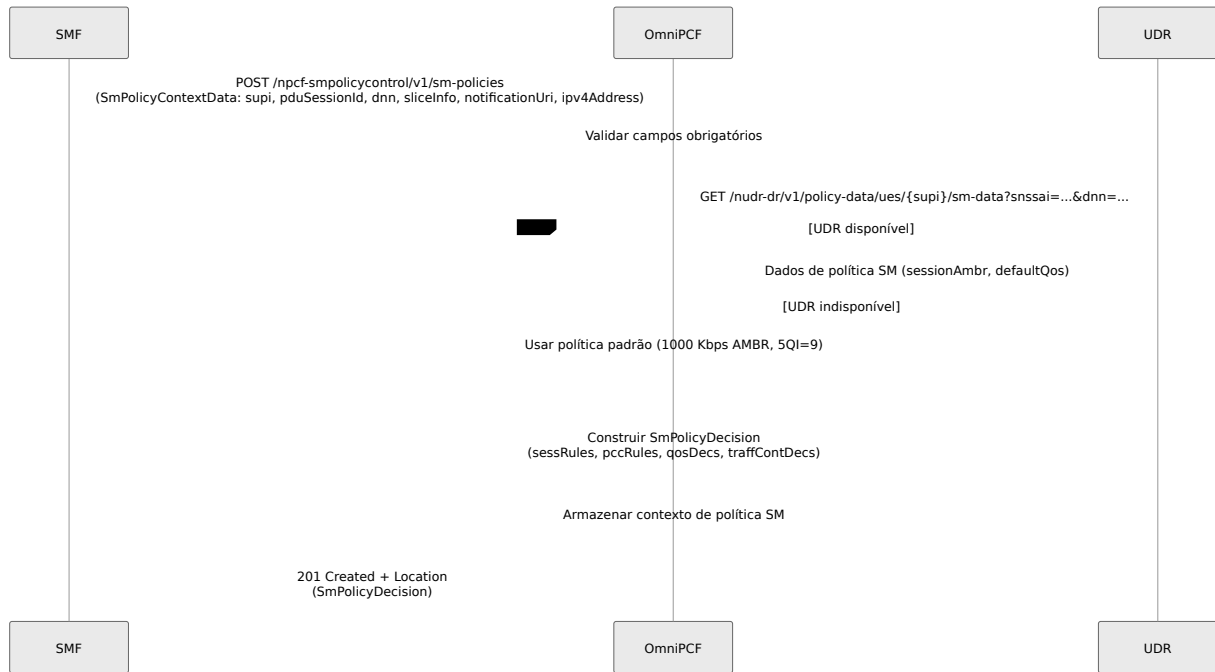 SMF
OmniPCF
UDR
POST /npcf-smpolicycontrol/v1/sm-policies
(SmPolicyContextData: supi, pduSessionId, dnn, sliceInfo, notificationUri, ipv4Address)
Validar campos obrigatórios
GET /nudr-dr/v1/policy-data/ues/{supi}/sm-data?snssai=...&dnn=...
[UDR disponível]
Dados de política SM (sessionAmbr, defaultQos)
[UDR indisponível]
Usar política padrão (1000 Kbps AMBR, 5QI=9)
Construir SmPolicyDecision
(sessRules, pccRules, qosDecs, traffContDecs)
Armazenar contexto de política SM
201 Created + Location
(SmPolicyDecision)
SMF
OmniPCF
UDR